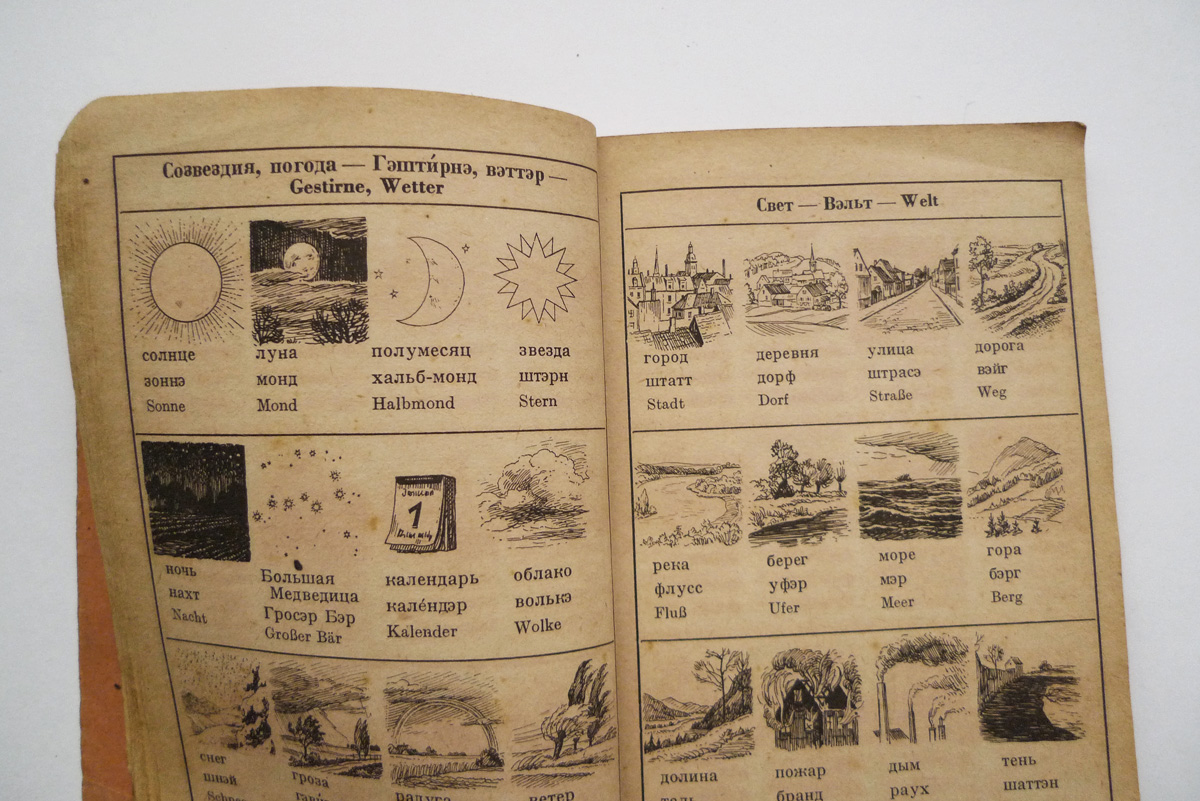 Созвездия, погода — Гэшти́рнэ, вэттэр —
Gestirne, Wetter
солнце луна полумесяц звезда
зоннэ монд хальб-монд штэрн
Sonne Mond Halbmond Stern
1
ночь Большая Медведица календарь облако
нахт Гросэр Бэр кале́ндэр волькэ
Nacht Großer Bär Kalender Wolke
снег гроза радуга ветер
шнэй
Свет — Вэльт — Welt
город деревня улица дорога
штатт дорф штрасэ вэйг
Stadt Dorf Straße Weg
река берег море гора
флусс уфэр мэр бэрг
Fluß Ufer Meer Berg
долина пожар дым тень
таль бранд раух шаттэн